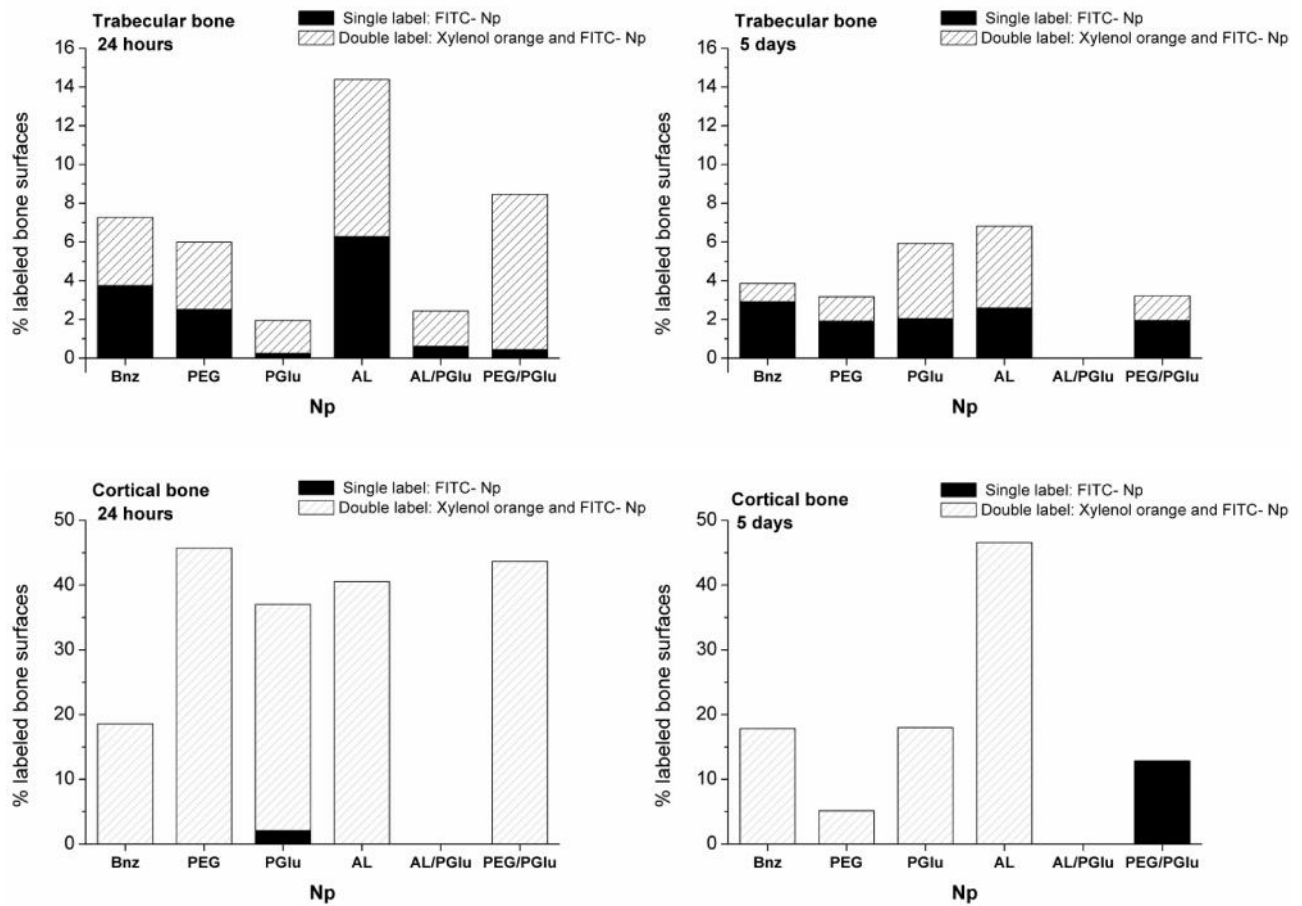 Trabecular bone
24 hours
Single label: FITC- Np
Double label: Xylenol orange and FITC- Np
% labeled bone surfaces
16
14
12
10
8
6
4
2
0
Bnz PEG PGlu AL AL/PGlu PEG/PGlu
Np
Trabecular bone
5 days
Single label: FITC- Np
Double label: Xylenol orange and FITC- Np
% labeled bone surfaces
16
14
12
10
8
6
4
2
0
Bnz PEG PGlu AL AL/PGlu PEG/PGlu
Np
Cortical bone
24 hours
Single label: FITC- Np
Double label: Xylenol orange and FITC- Np
% labeled bone surfaces
50
40
30
20
10
0
Bnz PEG PGlu AL AL/PGlu PEG/PGlu
Np
Cortical bone
5 days
Single label: FITC- Np
Double label: Xylenol orange and FITC- Np
% labeled bone surfaces
50
40
30
20
10
0
Bnz PEG PGlu AL AL/PGlu PEG/PGlu
Np